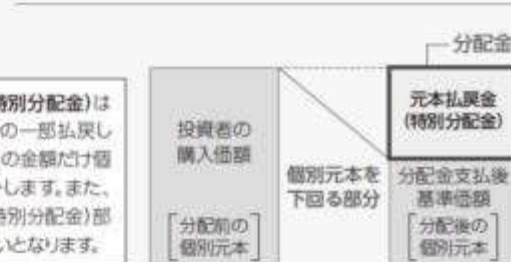 分配金
特別分配金)は
の一部払戻し
の金額だけ個
します。また、
特別分配金)部
いとなります。
投資者の
購入価額
[分配前の
個別元本]
個別元本を
下回る部分
元本払戻金
(特別分配金)
分配金支払後
基準価額
[分配後の
個別元本]